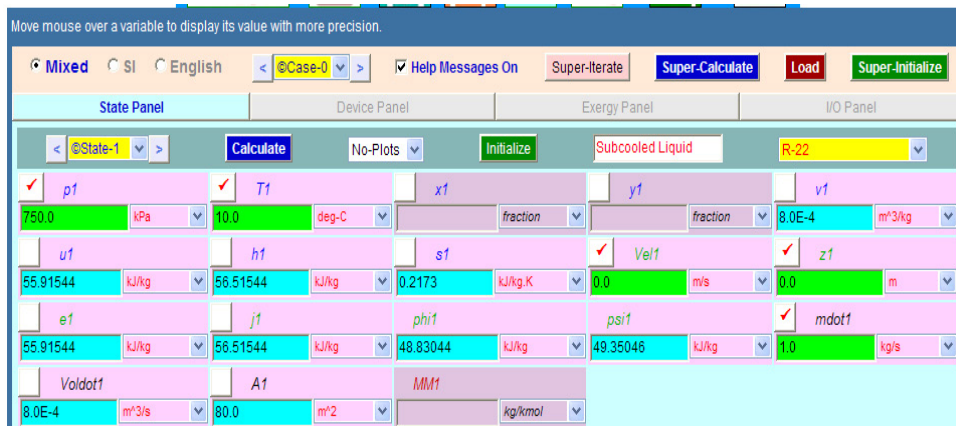 Move mouse over a variable to display its value with more precision.
Mixed SI English < ©Case-0 > Help Messages On Super-Iterate Super-Calculate Load Super-Initialize
State Panel Device Panel Exergy Panel I/O Panel
< ©State-1 > Calculate No-Plots Initialize Subcooled Liquid R-22
p1 T1 x1 y1 v1
750.0 kPa 10.0 deg-C fraction fraction 8.0E-4 m^3/kg
u1 h1 s1 Vel1 z1
55.91544 kJ/kg 56.51544 kJ/kg 0.2173 kJ/kg.K 0.0 m/s 0.0 m
e1 j1 phi1 psi1 mdot1
55.91544 kJ/kg 56.51544 kJ/kg 48.83044 kJ/kg 49.35046 kJ/kg 1.0 kg/s
Voldot1 A1 MM1
8.0E-4 m^3/s 80.0 m^2 kg/kmol